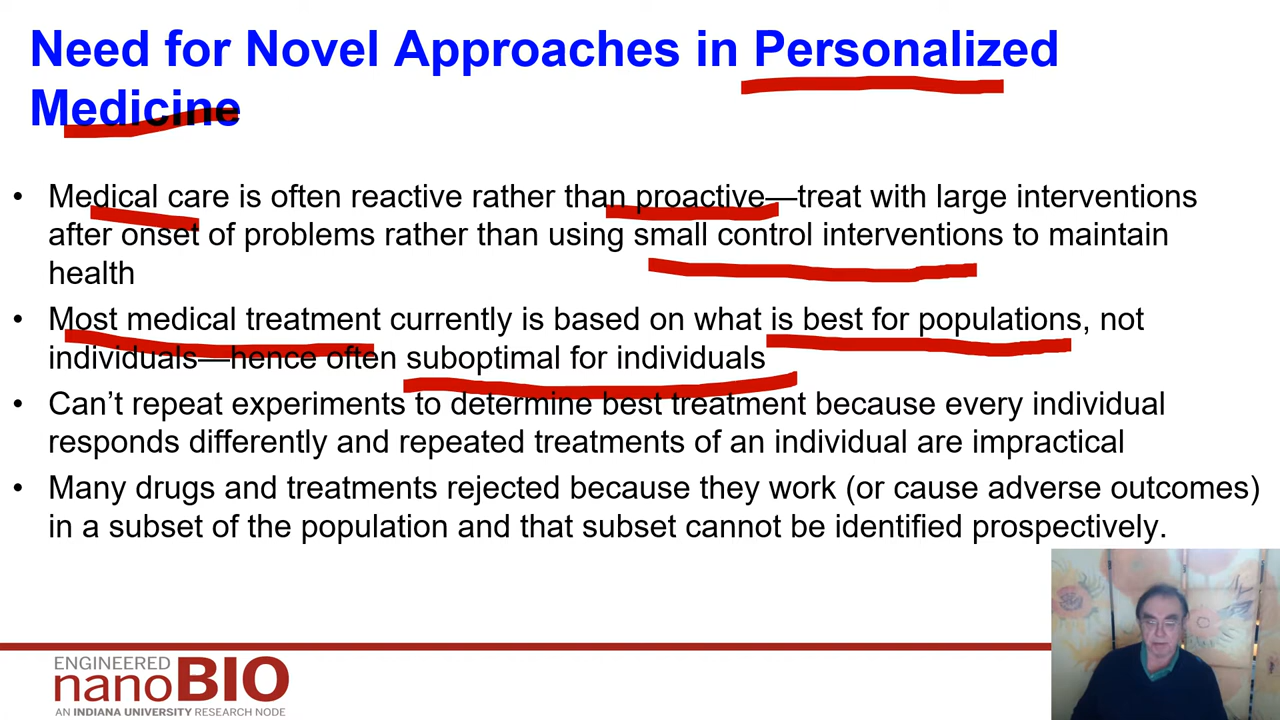 Need for Novel Approaches in Personalized
Medicine
• Medical care is often reactive rather than proactive—treat with large interventions
after onset of problems rather than using small control interventions to maintain
health
• Most medical treatment currently is based on what is best for populations, not
individuals—hence often suboptimal for individuals
• Can’t repeat experiments to determine best treatment because every individual
responds differently and repeated treatments of an individual are impractical
• Many drugs and treatments rejected because they work (or cause adverse outcomes)
in a subset of the population and that subset cannot be identified prospectively.
ENGINEERED
nanoBIO
AN INDIANA UNIVERSITY RESEARCH NODE